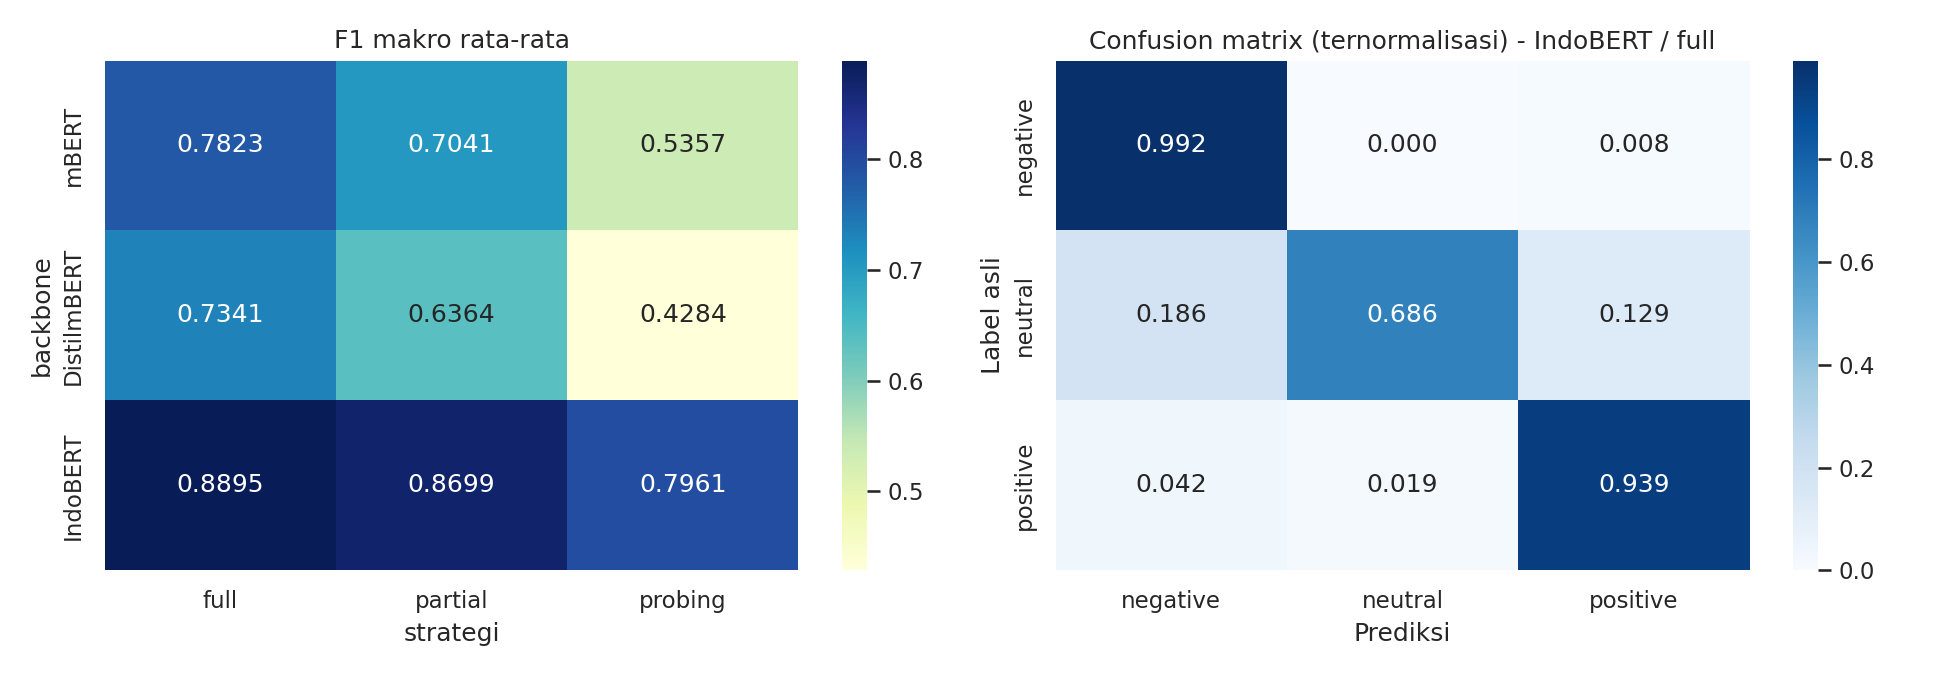 F1 makro rata-rata
backbone
mBERT
DistilmBERT
IndoBERT
0.7823 0.7041 0.5357
0.7341 0.6364 0.4284
0.8895 0.8699 0.7961
full partial probing
strategi
0.8
0.7
0.6
0.5
Confusion matrix (ternormalisasi) - IndoBERT / full
Label asli
negative
neutral
positive
0.992 0.000 0.008
0.186 0.686 0.129
0.042 0.019 0.939
negative neutral positive
Prediksi
0.8
0.6
0.4
0.2
0.0